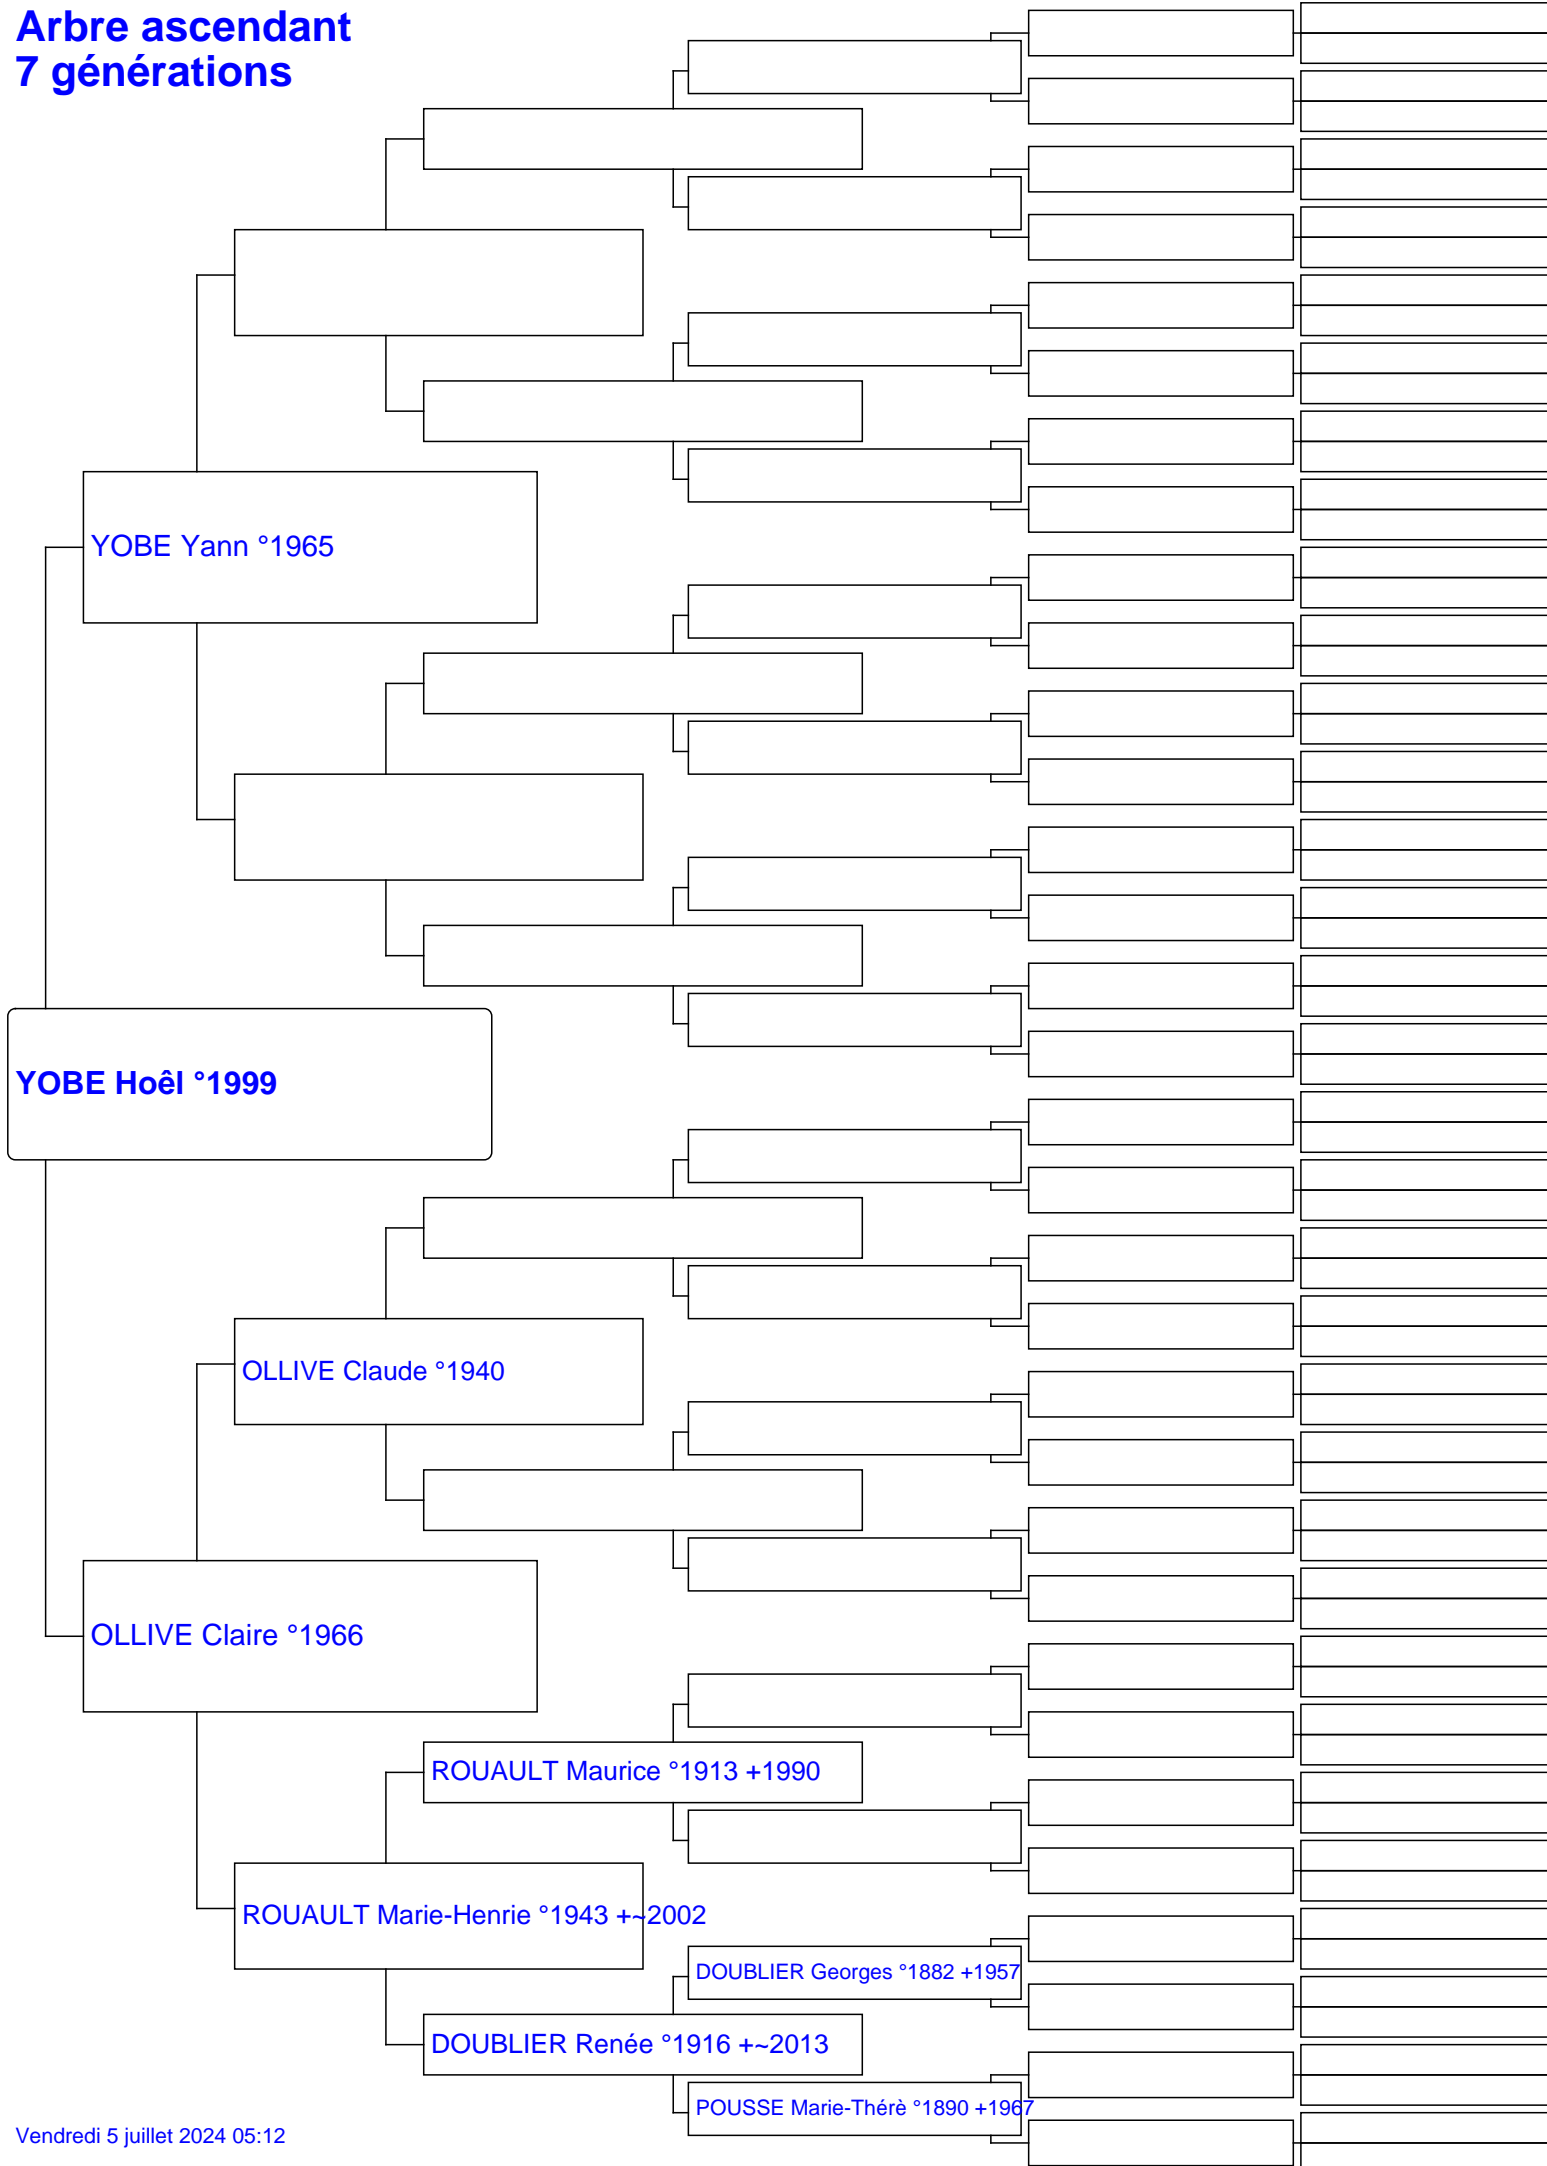 Arbre ascendant
7 générations
YOBE Yann °1965
YOBE Hoêl °1999
OLLIVE Claude °1940
OLLIVE Claire °1966
ROUAULT Maurice °1913 +1990
ROUAULT Marie-Henrie °1943 +~2002
DOUBLIER Georges °1882 +1957
DOUBLIER Renée °1916 +~2013
POUSSE Marie-Thérè °1890 +1967
Vendredi 5 juillet 2024 05:12